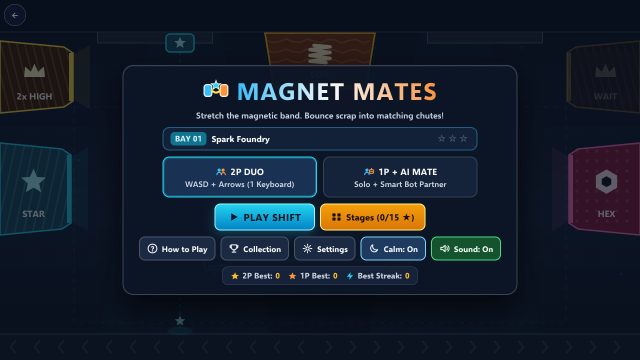 MAGNET MATES
Stretch the magnetic band. Bounce scrap into matching chutes!
BAY 01 Spark Foundry
2P DUO
WASD + Arrows (1 Keyboard)
1P + AI MATE
Solo + Smart Bot Partner
PLAY SHIFT
Stages (0/15 ★)
How to Play
Collection
Settings
Calm: On
Sound: On
2P Best: 0
1P Best: 0
Best Streak: 0
2x HIGH
WAIT
STAR
HEX